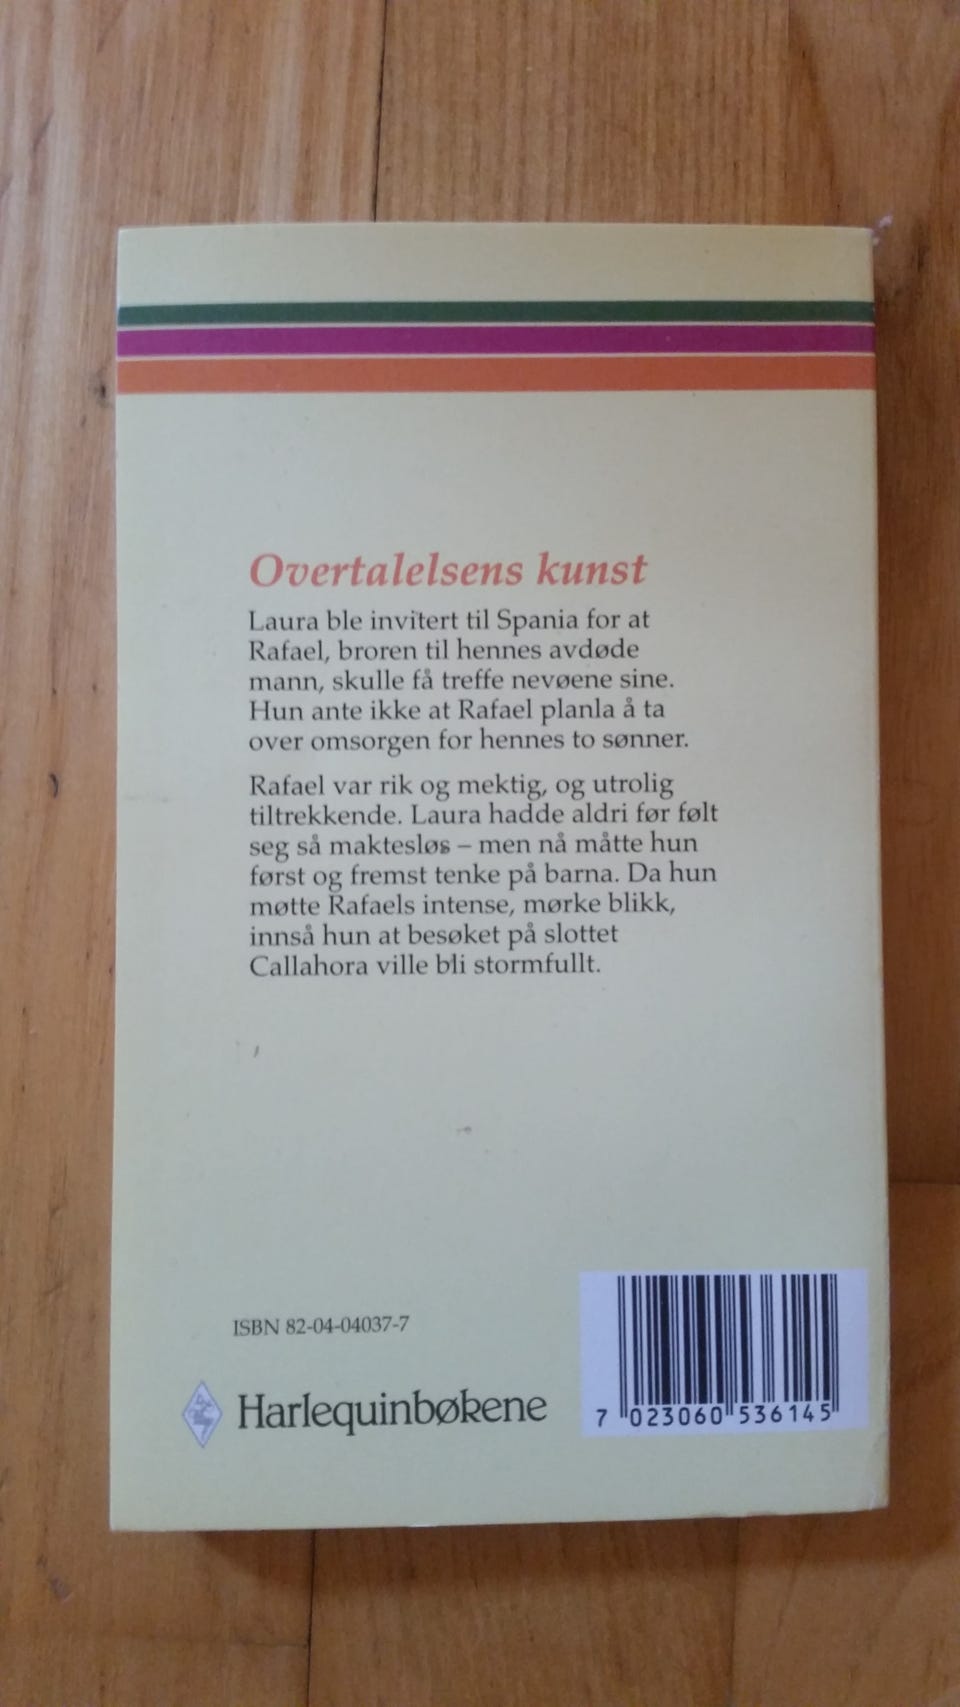 Overtalelsens kunst
Laura ble invitert til Spania for at
Rafael, broren til hennes avdøde
mann, skulle få treffe nevøene sine.
Hun ante ikke at Rafael planla å ta
over omsorgen for hennes to sønner.
Rafael var rik og mektig, og utrolig
tiltrekkende. Laura hadde aldri før følt
seg så maktesløs – men nå måtte hun
først og fremst tenke på barna. Da hun
møtte Rafaels intense, mørke blikk,
innså hun at besøket på slottet
Callahora ville bli stormfullt.
ISBN 82-04-04037-7
Harlequinbøkene
7 023060 536145